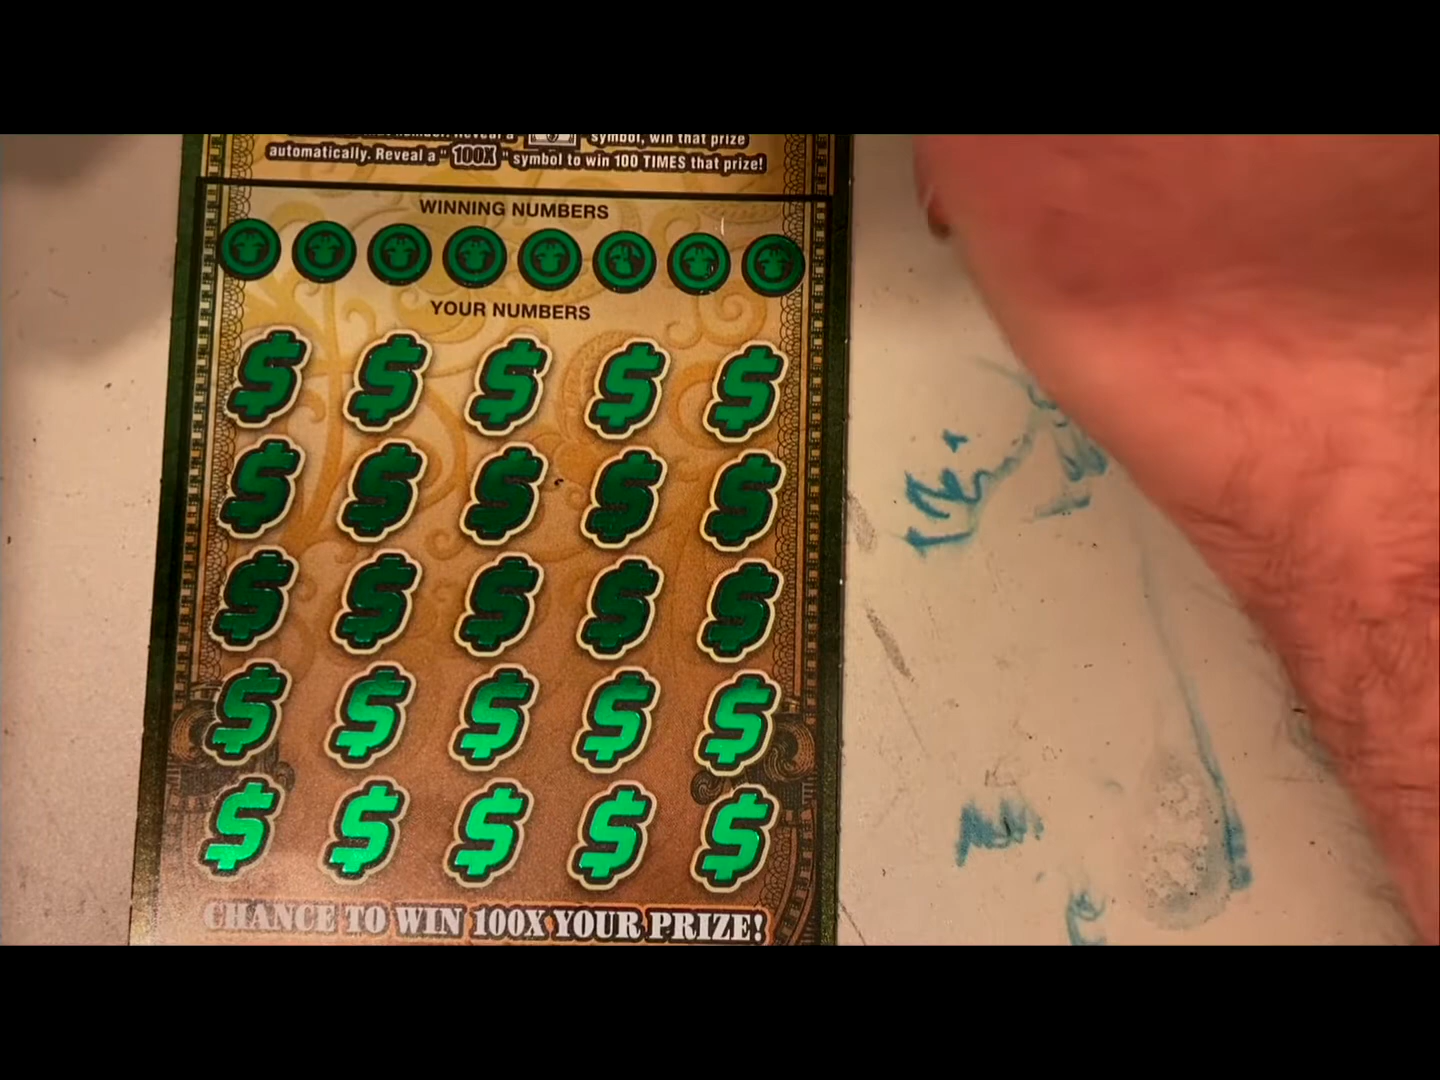 symbol, win that prize
automatically. Reveal a "100X" symbol to win 100 TIMES that prize!
WINNING NUMBERS
YOUR NUMBERS
$ $ $ $ $
$ $ $ $ $
$ $ $ $ $
$ $ $ $ $
$ $ $ $ $
CHANCE TO WIN 100X YOUR PRIZE!